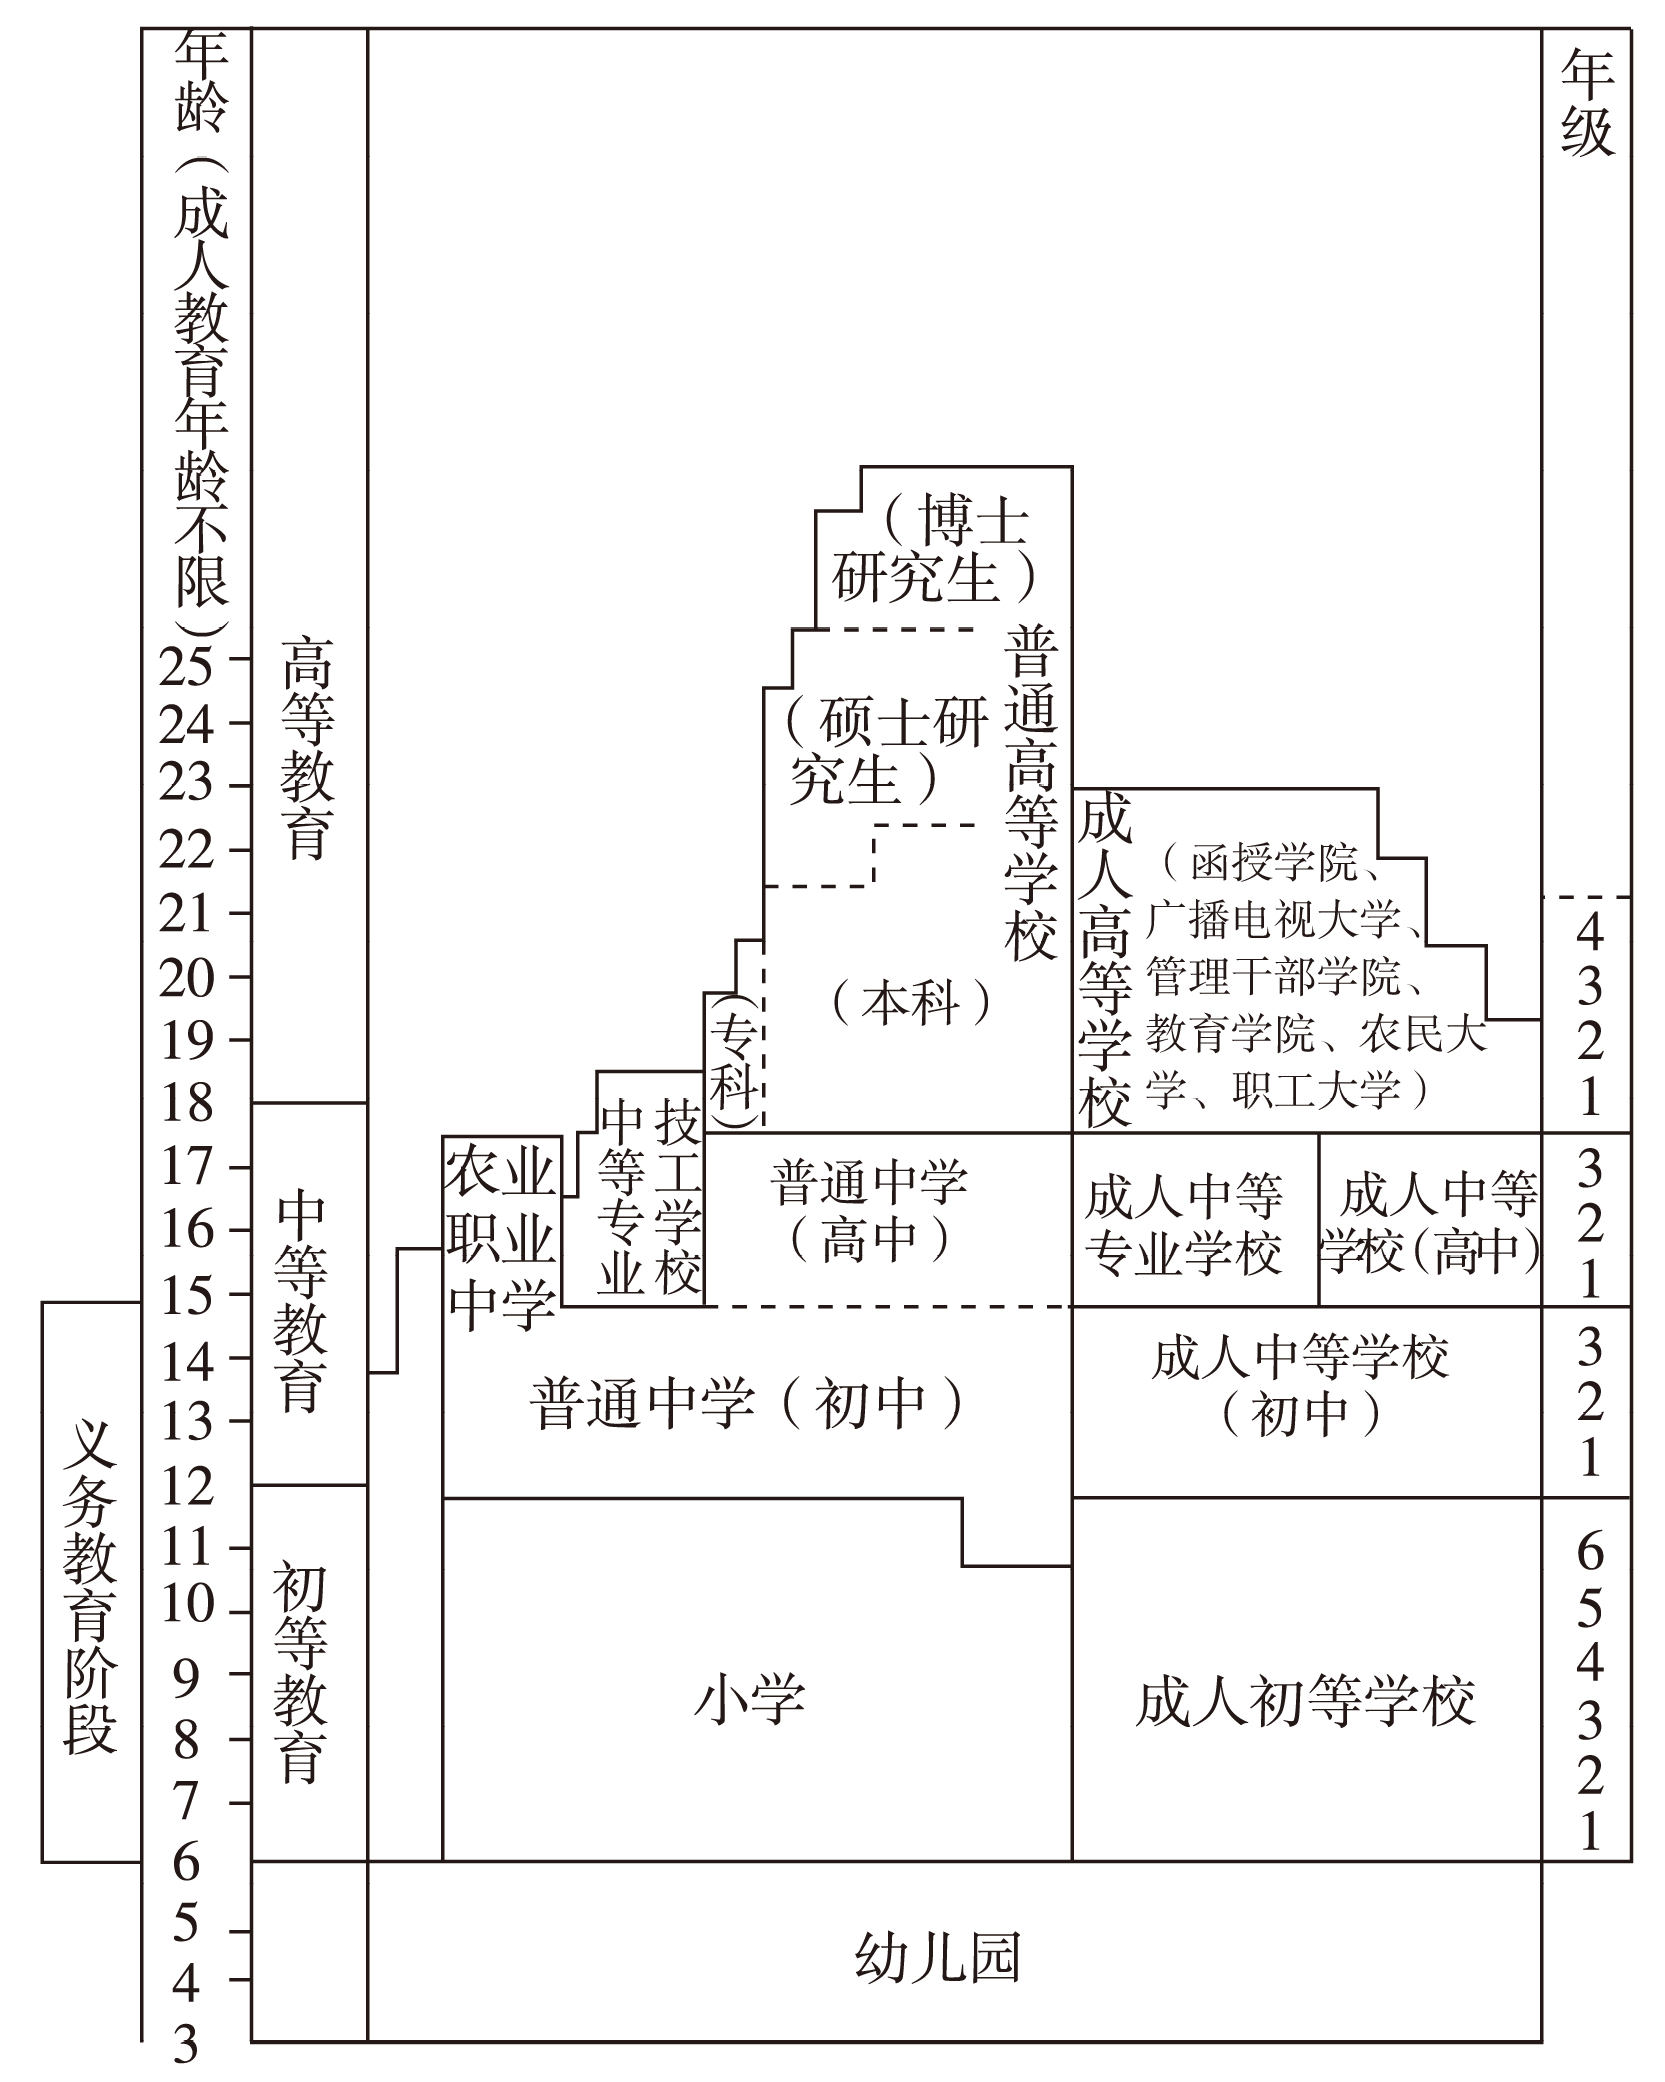 年龄（成人教育年龄不限）
25
24
23
22
21
20
19
18
17
16
15
14
13
12
11
10
9
8
7
6
5
4
3
义务教育阶段
高等教育
中等教育
初等教育
（博士
研究生）
（硕士研
究生）
（本科）
（专科）
普通高等学校
成人高等学校
（函授学院、
广播电视大学、
管理干部学院、
教育学院、农民大
学、职工大学）
农业
职业
中学
中等专业
技工学校
普通中学
（高中）
成人中等
专业学校
成人中等
学校（高中）
普通中学（初中）
成人中等学校
（初中）
小学
成人初等学校
幼儿园
年级
4
3
2
1
3
2
1
3
2
1
6
5
4
3
2
1